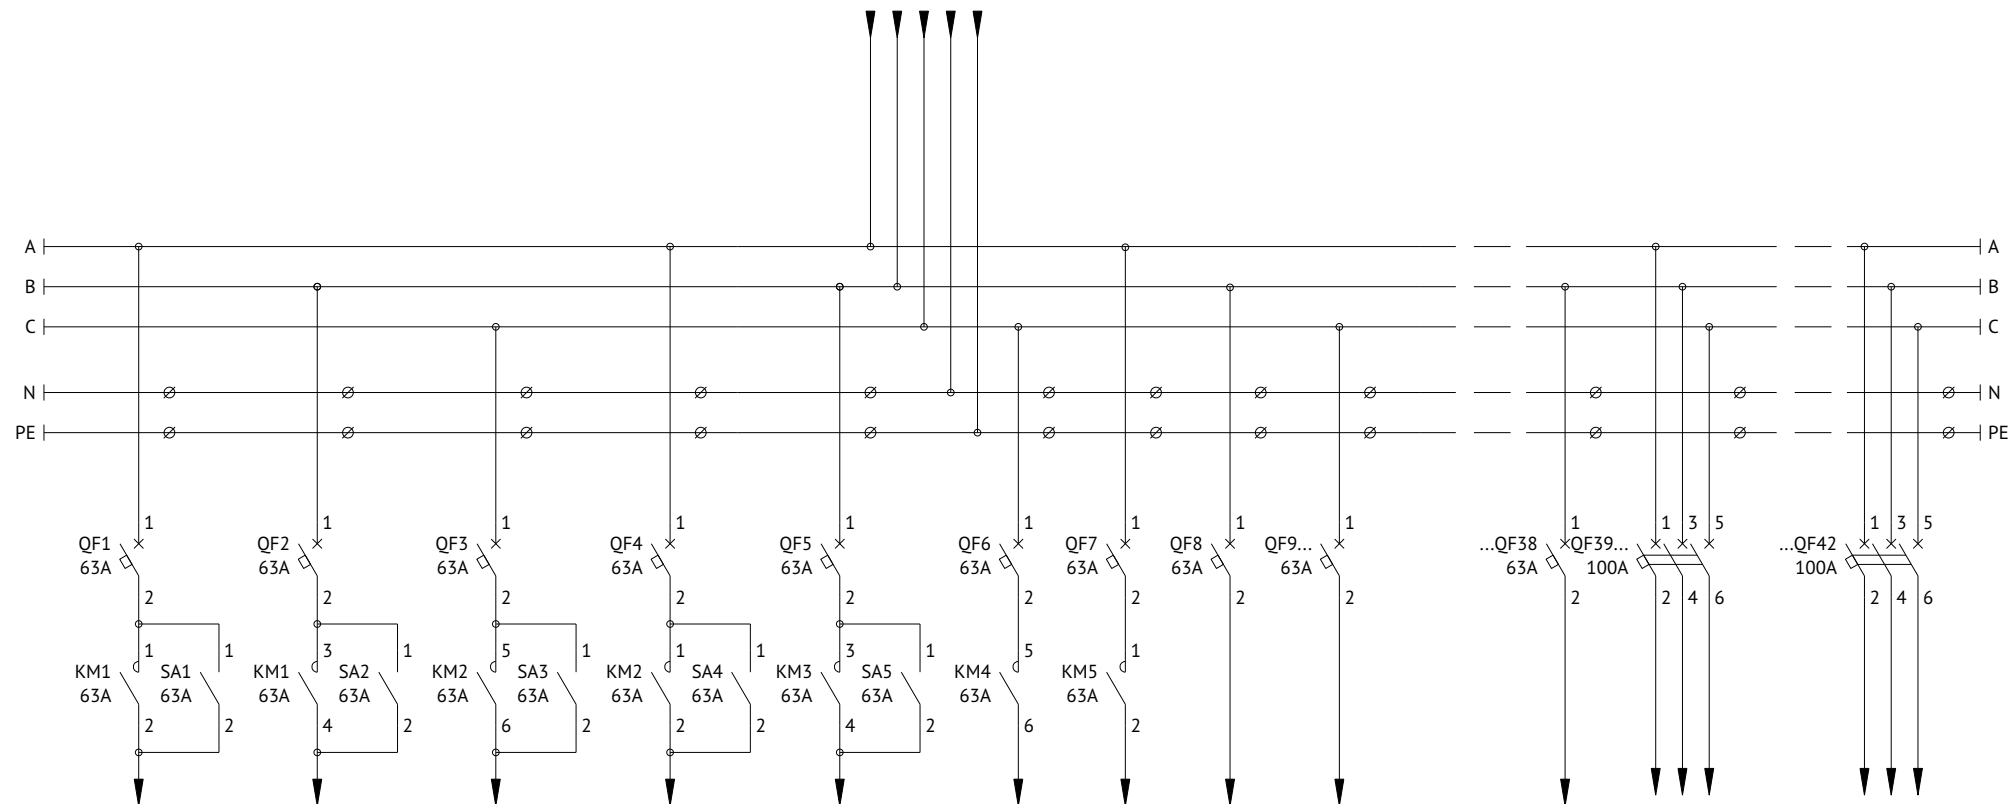 A A
B B
C C
N N
PE PE
1 1 1 1 1 1 1 1 1 1 1 3 5 1 3 5
QF1 QF2 QF3 QF4 QF5 QF6 QF7 QF8 QF9... ...QF38 QF39... ...QF42
63A 63A 63A 63A 63A 63A 63A 63A 63A 63A 100A 100A
2 2 2 2 2 2 2 2 2 2 2 4 6 2 4 6
1 1 3 1 5 1 1 1 3 1 5 1
KM1 SA1 KM1 SA2 KM2 SA3 KM2 SA4 KM3 SA5 KM4 KM5
63A 63A 63A 63A 63A 63A 63A 63A 63A 63A 63A 63A
2 2 4 2 6 2 2 2 4 2 6 2